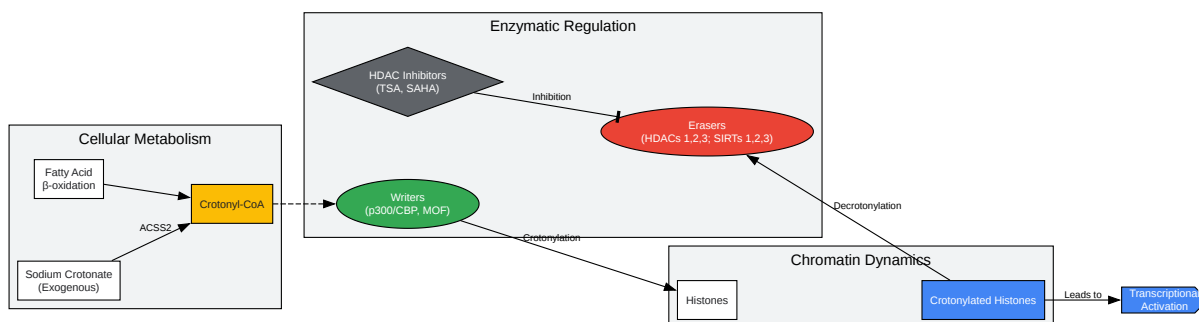 Enzymatic Regulation
HDAC Inhibitors
(TSA, SAHA)
Inhibition
Erasers
(HDACs 1,2,3; SIRTs 1,2,3)
Cellular Metabolism
Fatty Acid
β-oxidation
Crotonyl-CoA
Writers
(p300/CBP, MOF)
ACSS2
Decrotonylation
Crotonylation
Sodium Crotonate
(Exogenous)
Chromatin Dynamics
Histones
Crotonylated Histones
Leads to
Transcriptional
Activation